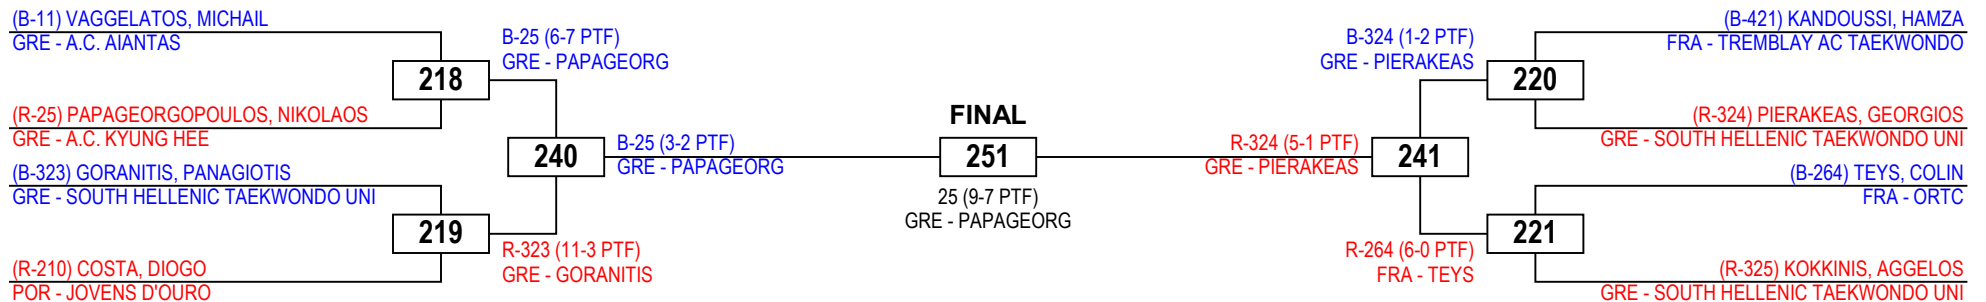 (B-11) VAGGELATOS, MICHAIL
GRE - A.C. AIANTAS
218
(R-25) PAPAGEORGOPOULOS, NIKOLAOS
GRE - A.C. KYUNG HEE
(B-323) GORANITIS, PANAGIOTIS
GRE - SOUTH HELLENIC TAEKWONDO UNI
219
(R-210) COSTA, DIOGO
POR - JOVENS D'OURO
B-25 (6-7 PTF)
GRE - PAPAGEORG
240
R-323 (11-3 PTF)
GRE - GORANITIS
B-25 (3-2 PTF)
GRE - PAPAGEORG
FINAL
251
25 (9-7 PTF)
GRE - PAPAGEORG
R-324 (5-1 PTF)
GRE - PIERAKEAS
B-324 (1-2 PTF)
GRE - PIERAKEAS
241
R-264 (6-0 PTF)
FRA - TEYS
(B-421) KANDOUSSI, HAMZA
FRA - TREMBLAY AC TAEKWONDO
220
(R-324) PIERAKEAS, GEORGIOS
GRE - SOUTH HELLENIC TAEKWONDO UNI
(B-264) TEYS, COLIN
FRA - ORTC
221
(R-325) KOKKINIS, AGGELOS
GRE - SOUTH HELLENIC TAEKWONDO UNI